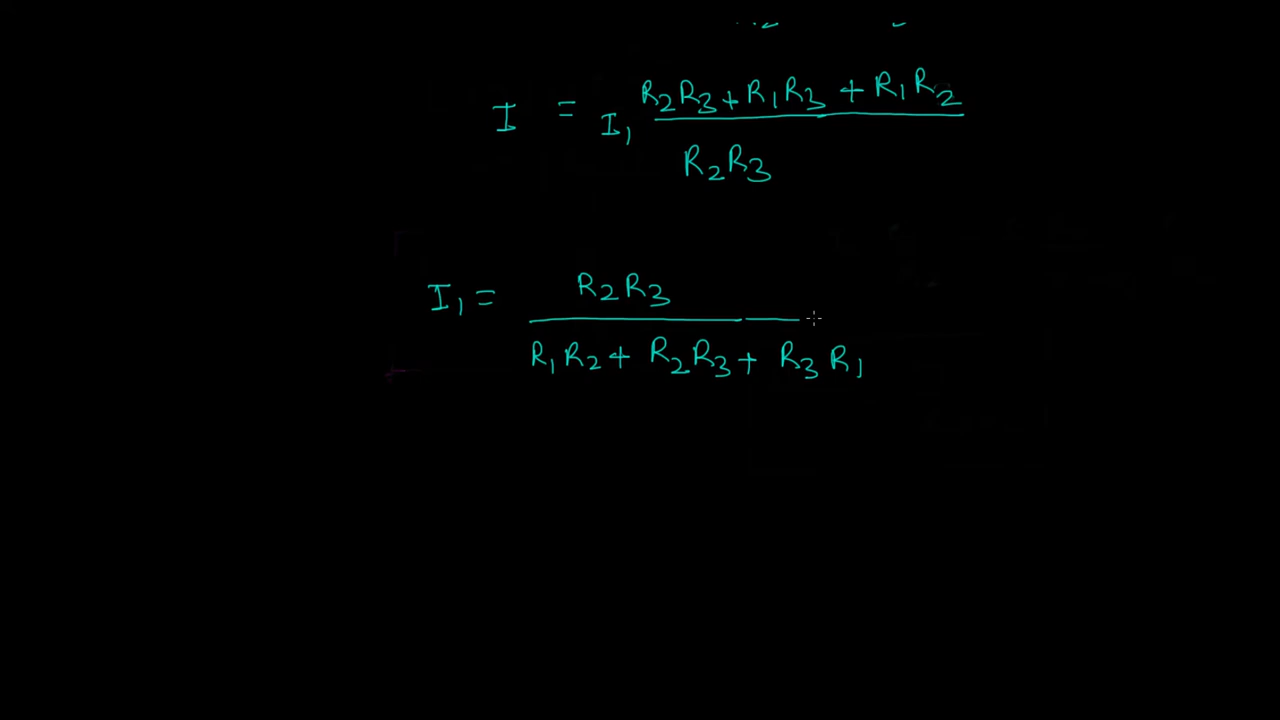 I = I₁ (R₂R₃ + R₁R₃ + R₁R₂) / (R₂R₃)
I₁ = (R₂R₃) / (R₁R₂ + R₂R₃ + R₃R₁)